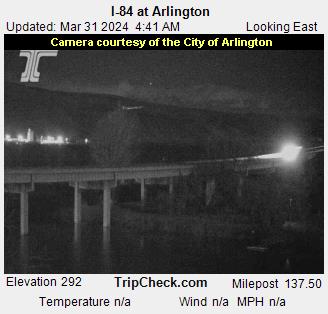 I-84 at Arlington
Updated: Mar 31 2024 4:41 AM Looking East
Camera courtesy of the City of Arlington
Elevation 292 TripCheck.com Milepost 137.50
Temperature n/a Wind n/a MPH n/a